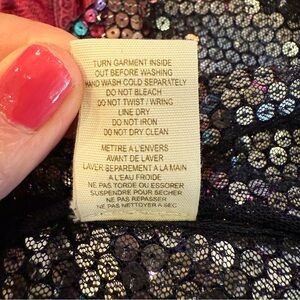 TURN GARMENT INSIDE
OUT BEFORE WASHING
HAND WASH COLD SEPARATELY
DO NOT BLEACH
DO NOT TWIST / WRING
LINE DRY
DO NOT IRON
DO NOT DRY CLEAN
METTRE A L'ENVERS
AVANT DE LAVER
LAVER SEPAREMENT A LA MAIN
A L'EAU FROIDE
NE PAS TORDE OU ESSORER
SUSPENDRE POUR SECHER
NE PAS REPASSER
NE PAS NETTOYER A SEC